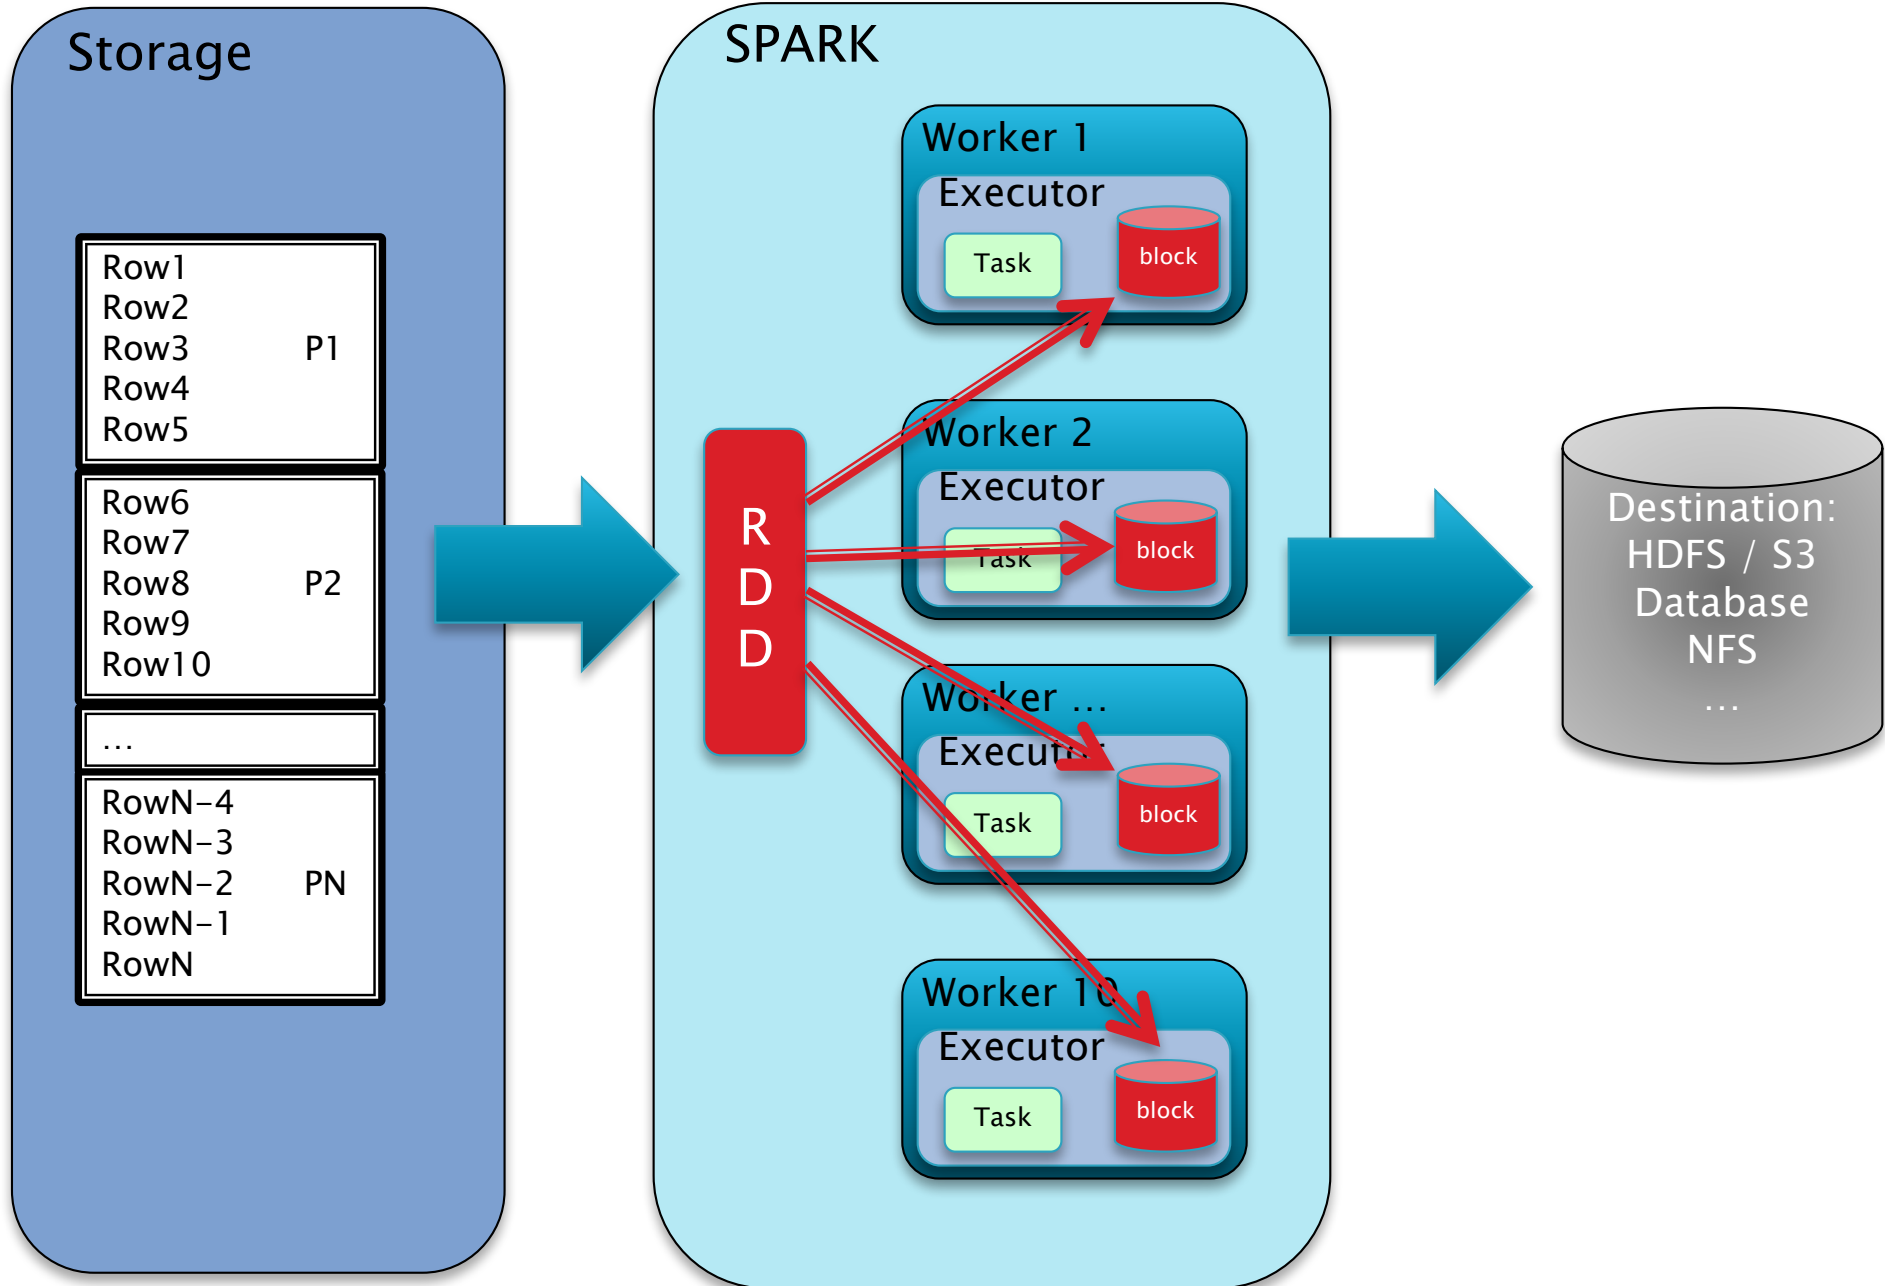 Storage
Row1
Row2
Row3 P1
Row4
Row5
Row6
Row7
Row8 P2
Row9
Row10
...
RowN-4
RowN-3
RowN-2 PN
RowN-1
RowN
SPARK
R
D
D
Worker 1
Executor
Task block
Worker 2
Executor
Task block
Worker ...
Executor
Task block
Worker 10
Executor
Task block
Destination:
HDFS / S3
Database
NFS
...